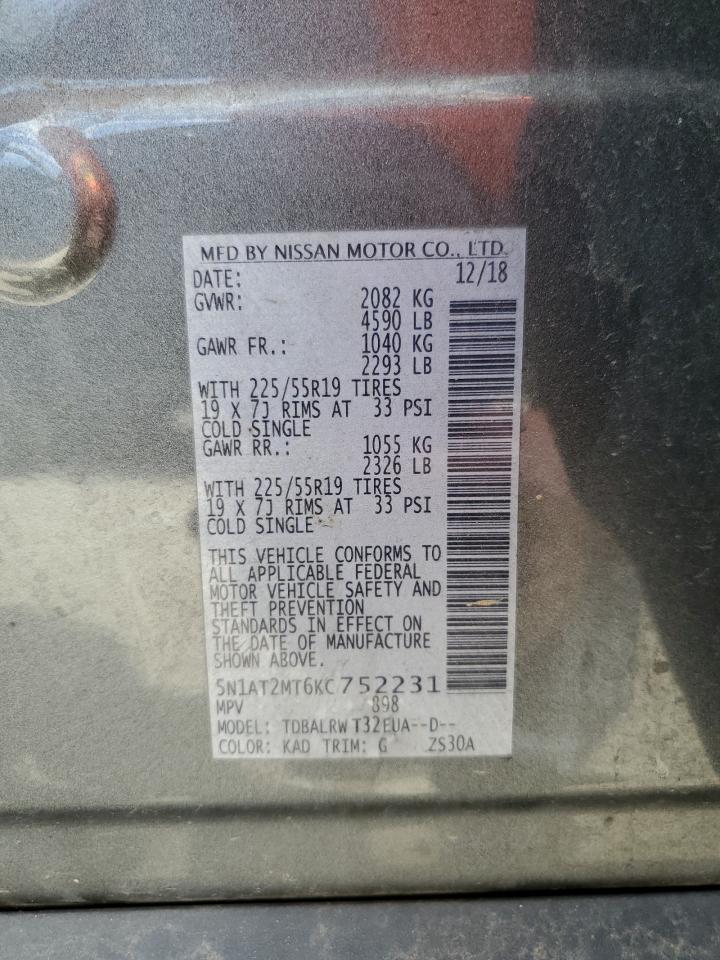 MFD BY NISSAN MOTOR CO., LTD.
DATE: 12/18
GVWR: 2082 KG
4590 LB
GAWR FR.: 1040 KG
2293 LB
WITH 225/55R19 TIRES
19 X 7J RIMS AT 33 PSI
COLD SINGLE
GAWR RR.: 1055 KG
2326 LB
WITH 225/55R19 TIRES
19 X 7J RIMS AT 33 PSI
COLD SINGLE
THIS VEHICLE CONFORMS TO
ALL APPLICABLE FEDERAL
MOTOR VEHICLE SAFETY AND
THEFT PREVENTION
STANDARDS IN EFFECT ON
THE DATE OF MANUFACTURE
SHOWN ABOVE.
5N1AT2MT6KC752231
MPV 898
MODEL: TDBALRW T32EUA--D--
COLOR: KAD TRIM: G ZS30A